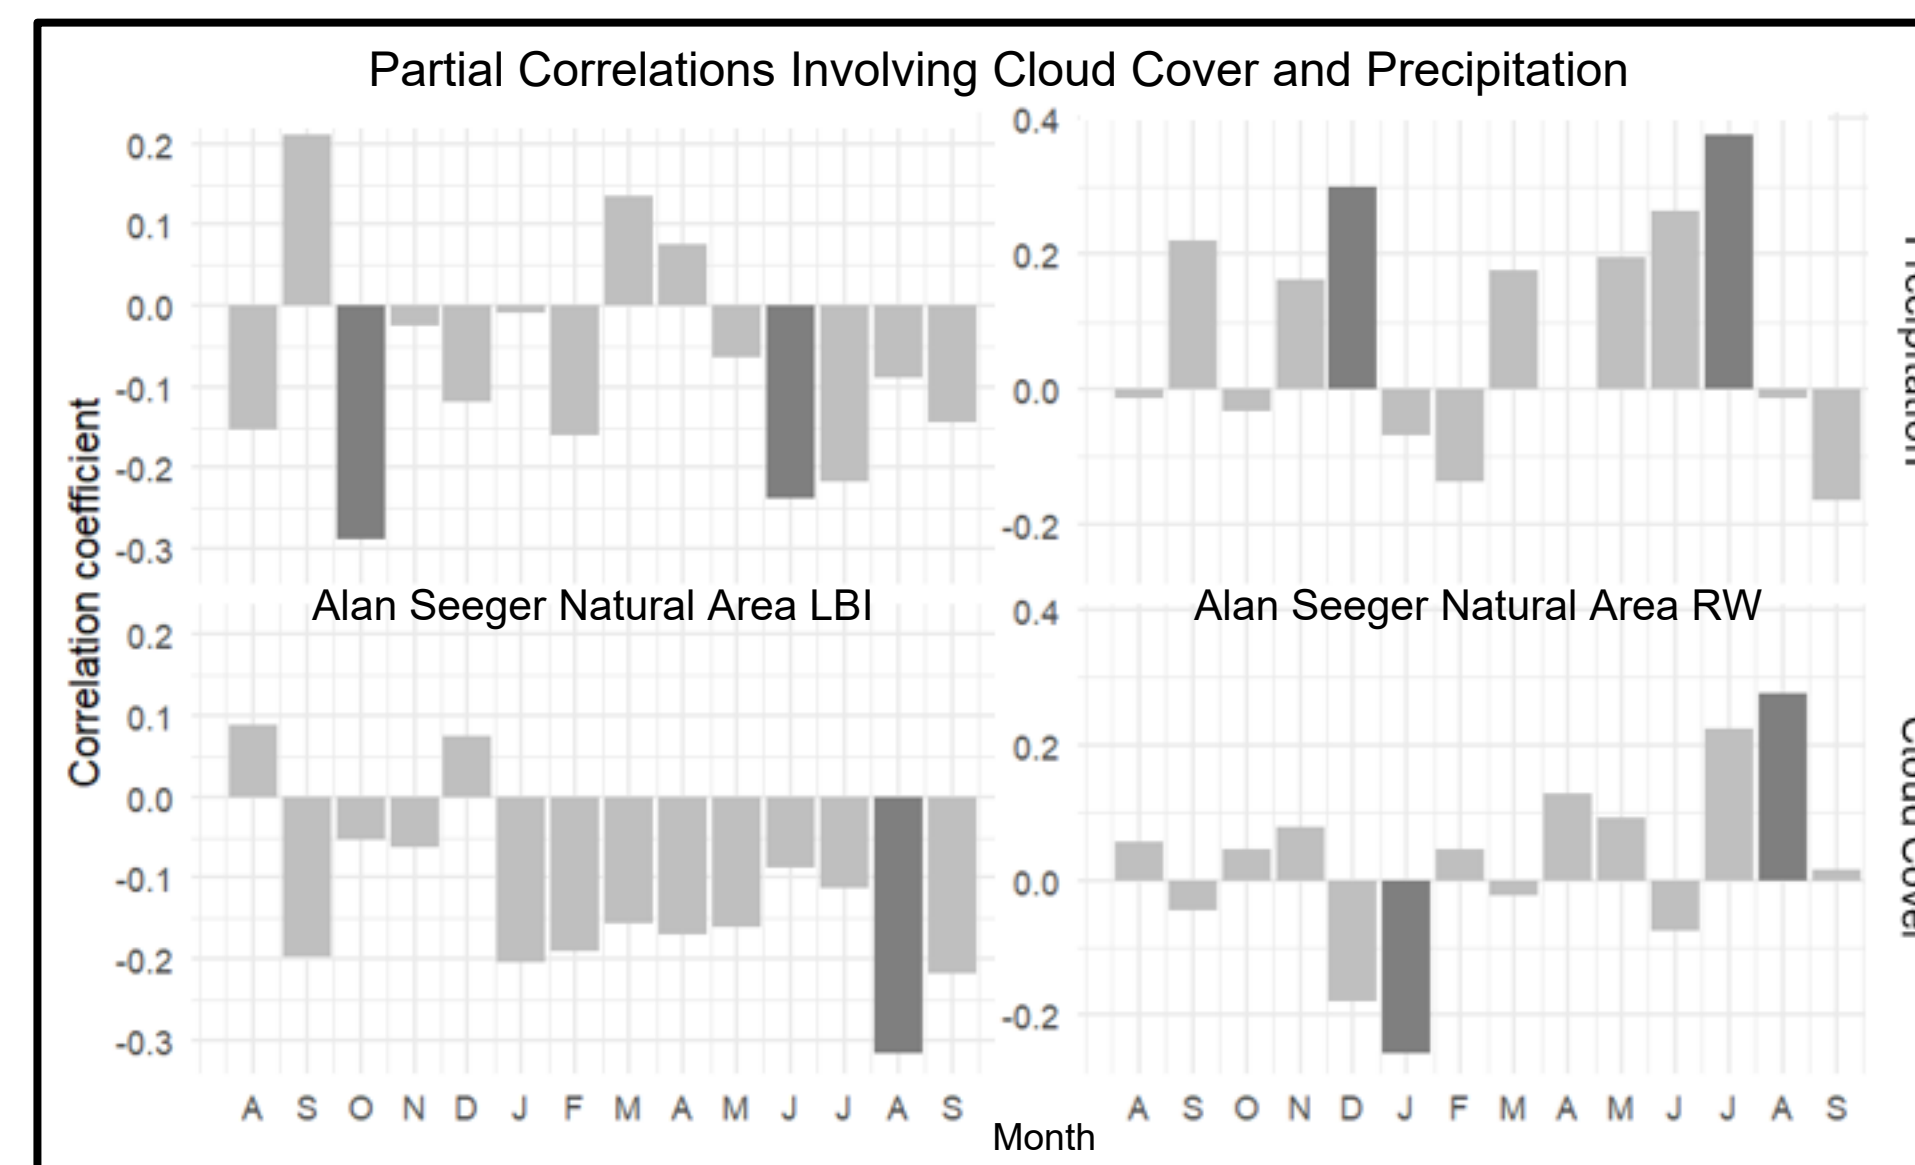 Partial Correlations Involving Cloud Cover and Precipitation
0.2
0.1
0.0
-0.1
-0.2
-0.3
0.4
0.2
0.0
-0.2
Precipitation
Correlation coefficient
Alan Seeger Natural Area LBI
Alan Seeger Natural Area RW
0.2
0.1
0.0
-0.1
-0.2
-0.3
0.4
0.2
0.0
-0.2
Cloud Cover
A S O N D J F M A M J J A S
A S O N D J F M A M J J A S
Month